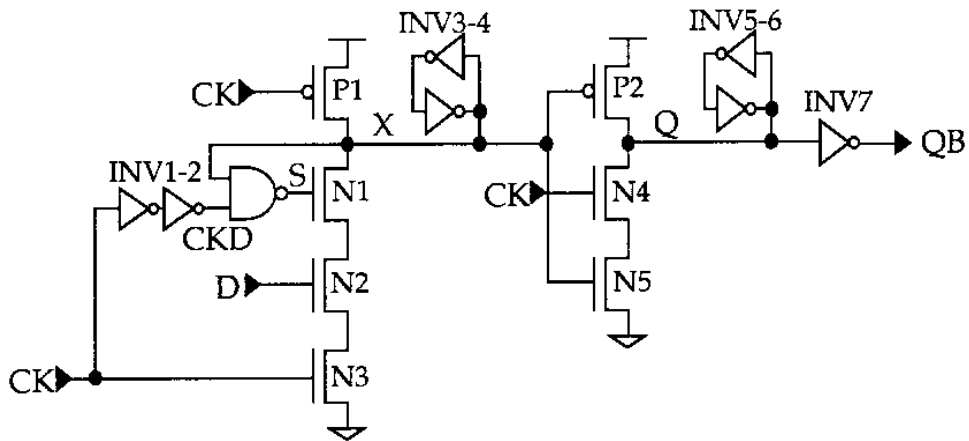 INV3-4
INV5-6
CK
P1
P2
INV7
X
Q
QB
INV1-2
S
N1
CK
N4
CKD
D
N2
N5
CK
N3